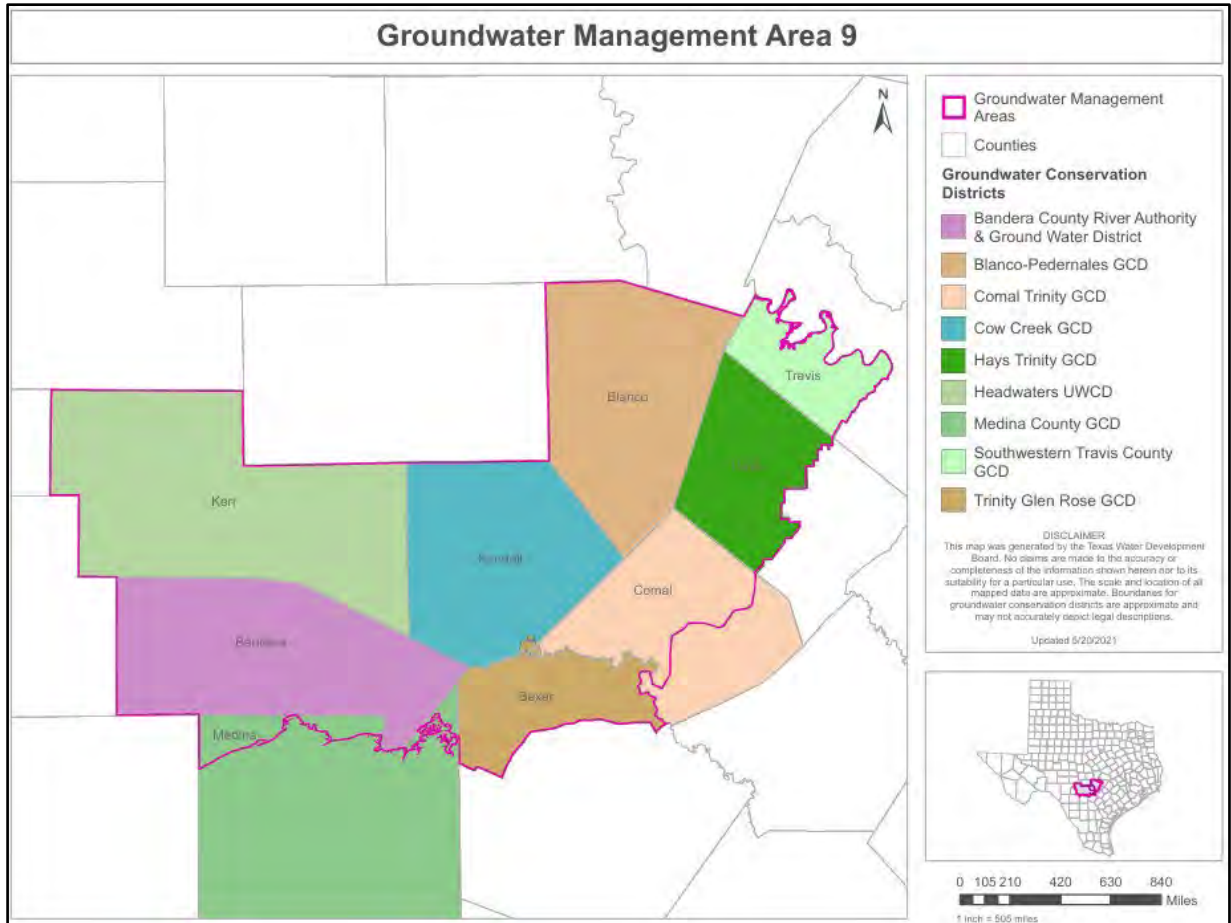 Groundwater Management Area 9
N
Groundwater Management
Areas
Counties
Groundwater Conservation
Districts
Bandera County River Authority
& Ground Water District
Blanco-Pedernales GCD
Comal Trinity GCD
Cow Creek GCD
Hays Trinity GCD
Headwaters UWCD
Medina County GCD
Southwestern Travis County
GCD
Trinity Glen Rose GCD
DISCLAIMER
This map was generated by the Texas Water Development
Board. No claims are made to the accuracy or
completeness of the information shown herein nor to its
suitability for a particular use. The scale and location of all
mapped data are approximate. Boundaries for
groundwater conservation districts are approximate and
may not accurately depict legal descriptions.
Updated 5/20/2021
Travis
Blanco
Kerr
Kendall
Comal
Bandera
Bexar
Medina
0 105 210 420 630 840
Miles
1 inch = 505 miles